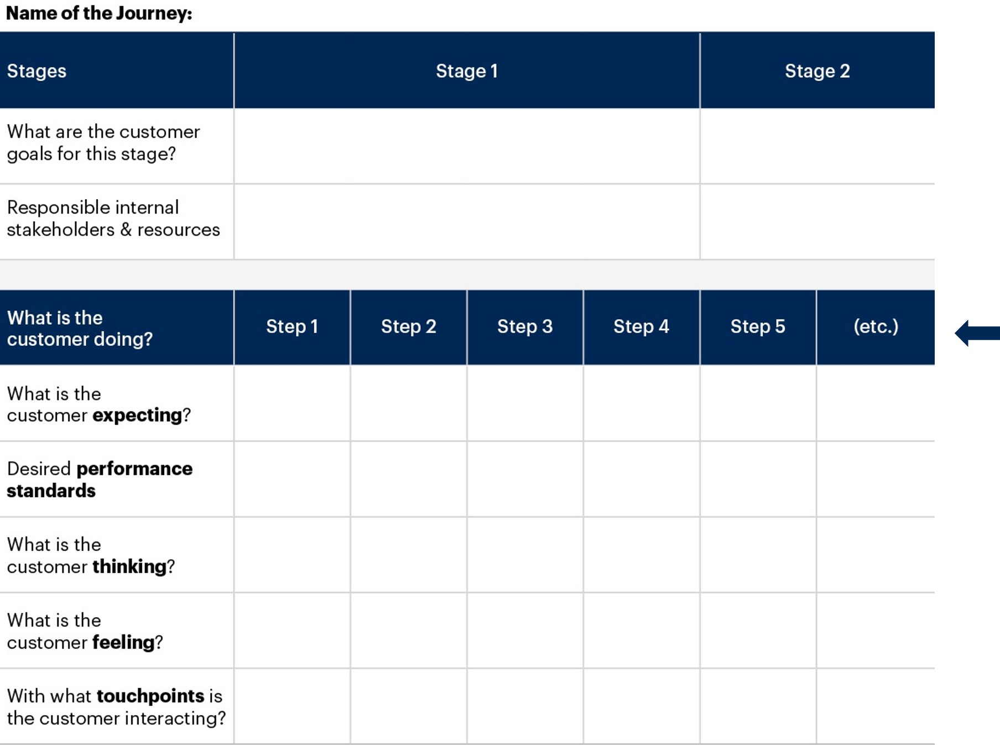 Name of the Journey:
Stages
Stage 1
Stage 2
What are the customer
goals for this stage?
Responsible internal
stakeholders & resources
What is the
customer doing?
Step 1
Step 2
Step 3
Step 4
Step 5
(etc.)
What is the
customer expecting?
Desired performance
standards
What is the
customer thinking?
What is the
customer feeling?
With what touchpoints is
the customer interacting?